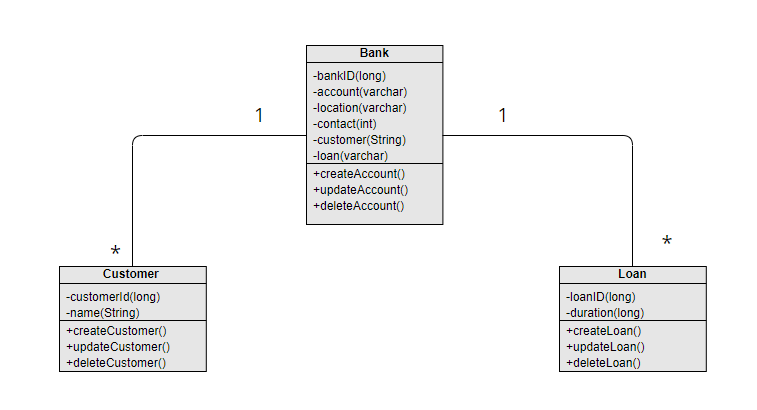 Bank
-bankID(long)
-account(varchar)
-location(varchar)
-contact(int)
-customer(String)
-loan(varchar)
+createAccount()
+updateAccount()
+deleteAccount()
1
1
*
*
Customer
-customerId(long)
-name(String)
+createCustomer()
+updateCustomer()
+deleteCustomer()
Loan
-loanID(long)
-duration(long)
+createLoan()
+updateLoan()
+deleteLoan()